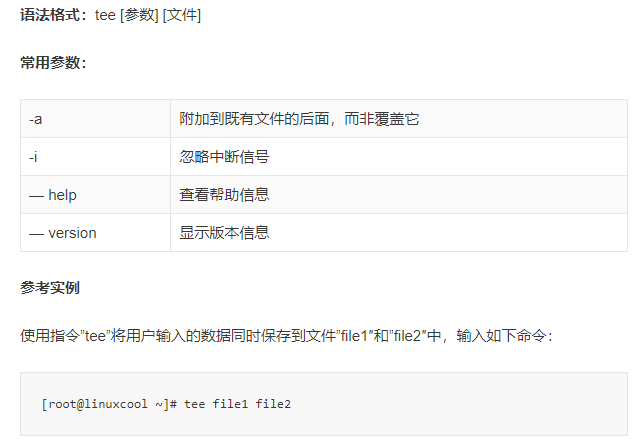 语法格式：tee [参数] [文件]
常用参数：
-a 附加到既有文件的后面，而非覆盖它
-i 忽略中断信号
— help 查看帮助信息
— version 显示版本信息
参考实例
使用指令”tee”将用户输入的数据同时保存到文件”file1″和”file2″中，输入如下命令：
[root@linuxcool ~]# tee file1 file2